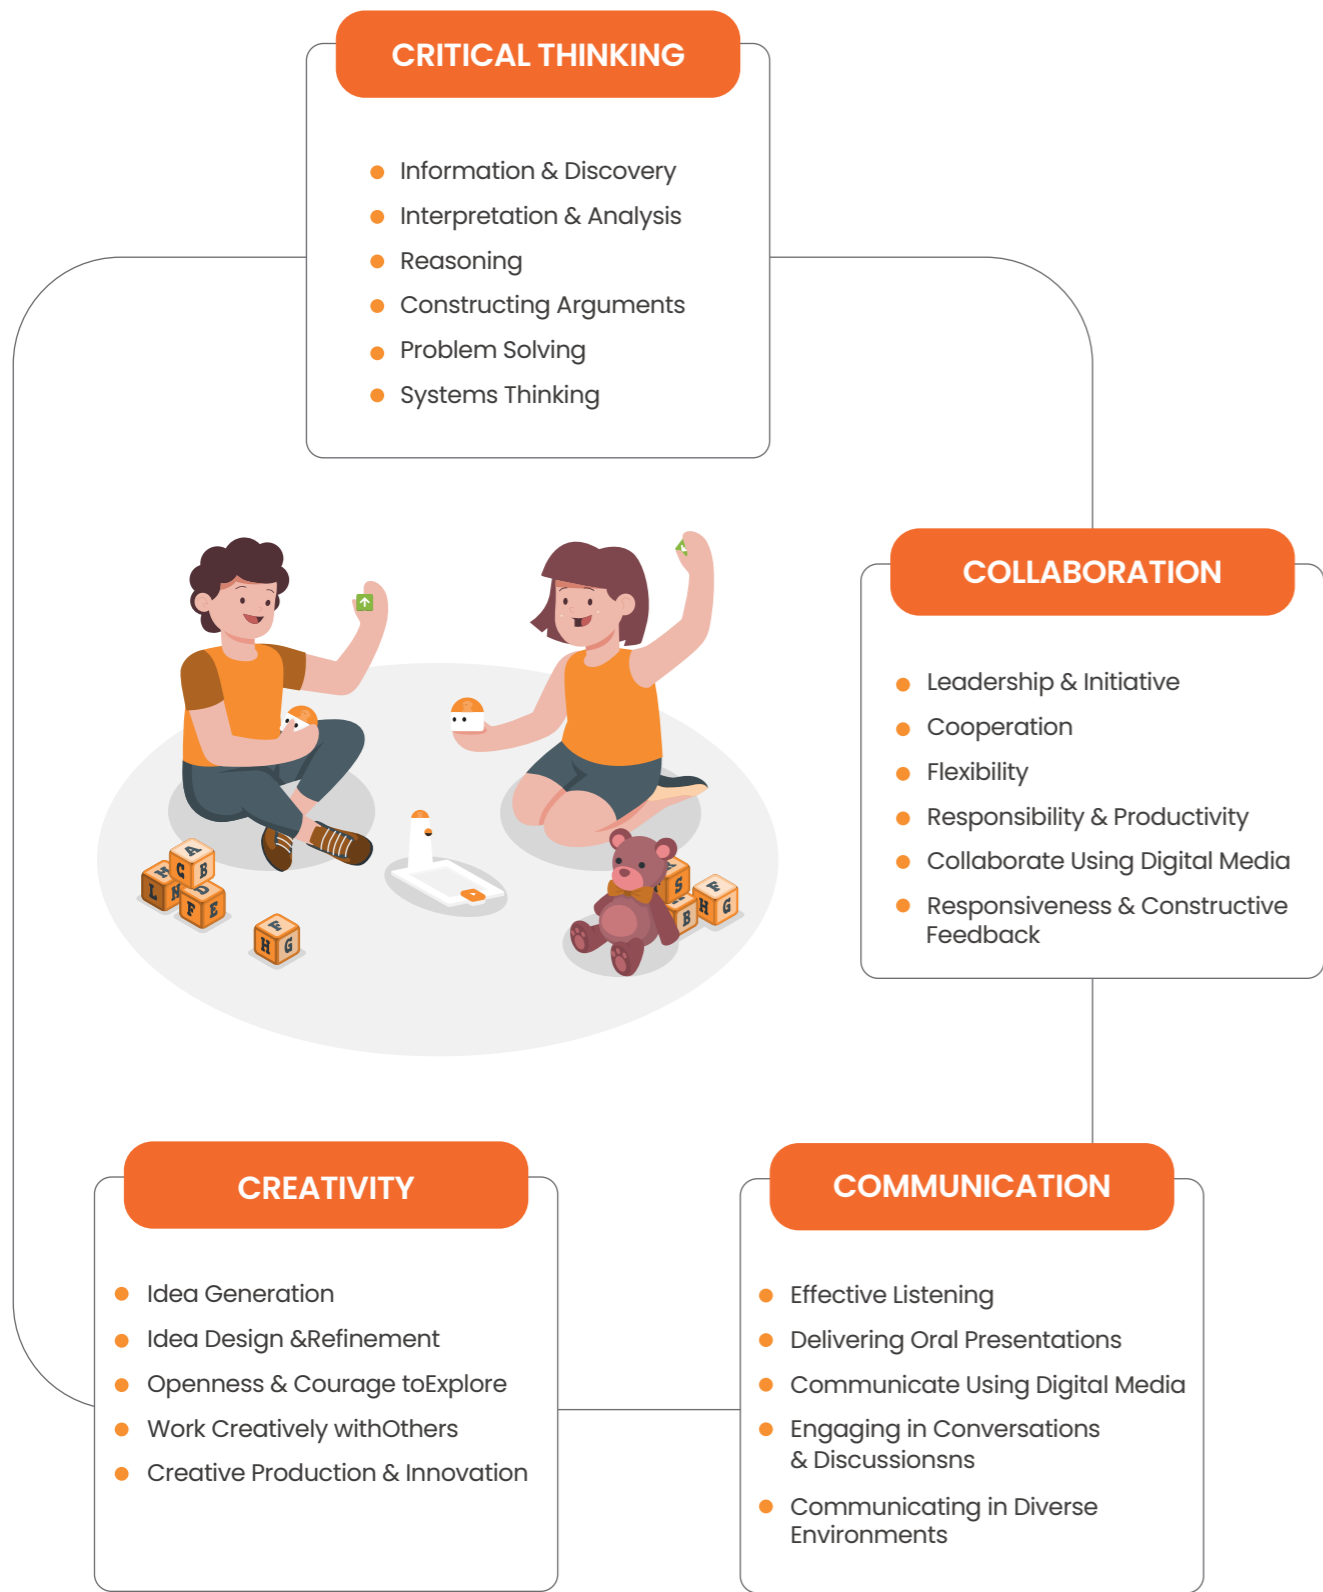 CRITICAL THINKING
Information & Discovery
Interpretation & Analysis
Reasoning
Constructing Arguments
Problem Solving
Systems Thinking
COLLABORATION
Leadership & Initiative
Cooperation
Flexibility
Responsibility & Productivity
Collaborate Using Digital Media
Responsiveness & Constructive
Feedback
A
C B
L H D
F E
F
H G
S
F
B H G
CREATIVITY
Idea Generation
Idea Design &Refinement
Openness & Courage toExplore
Work Creatively withOthers
Creative Production & Innovation
COMMUNICATION
Effective Listening
Delivering Oral Presentations
Communicate Using Digital Media
Engaging in Conversations
& Discussionsns
Communicating in Diverse
Environments